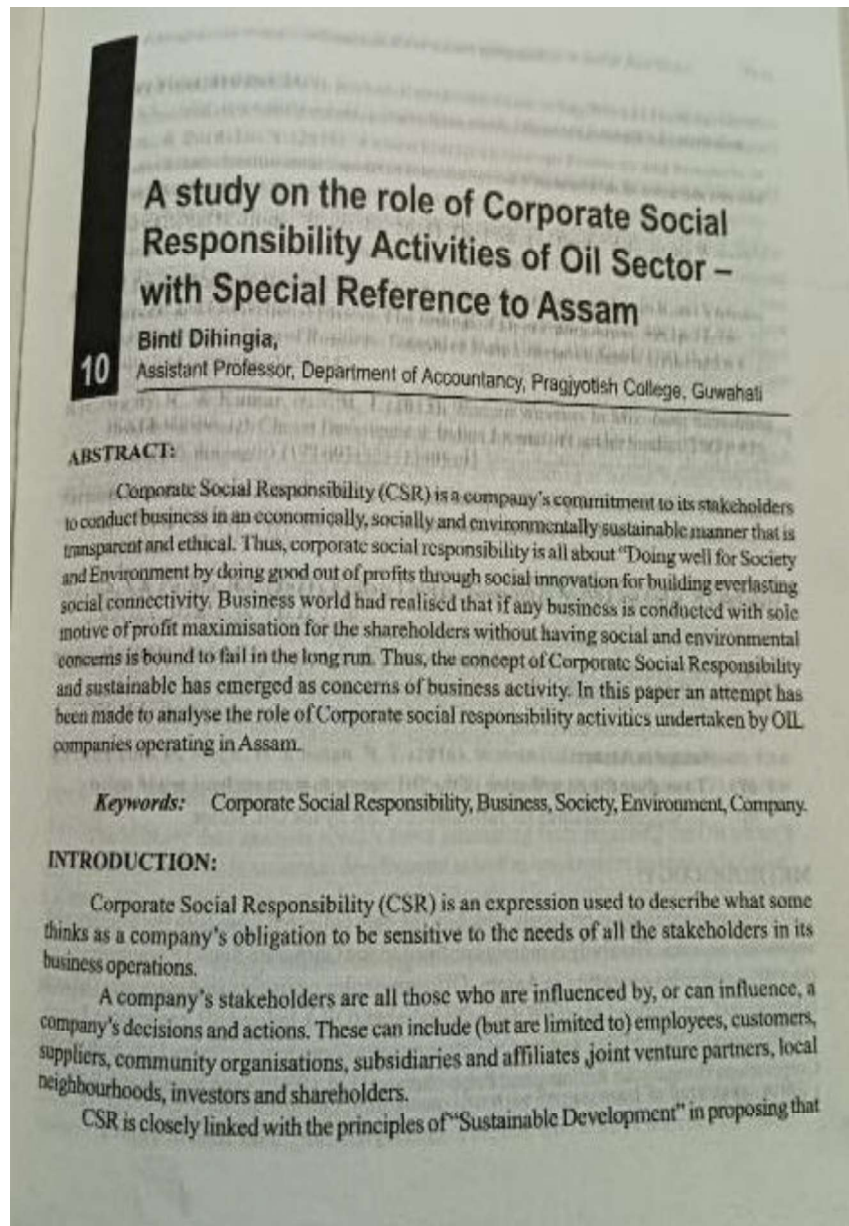 A study on the role of Corporate Social
Responsibility Activities of Oil Sector –
with Special Reference to Assam
Binti Dihingia,
10
Assistant Professor, Department of Accountancy, Pragjyotish College, Guwahati
ABSTRACT:
Corporate Social Responsibility (CSR) is a company's commitment to its stakeholders
to conduct business in an economically, socially and environmentally sustainable manner that is
transparent and ethical. Thus, corporate social responsibility is all about "Doing well for Society
and Environment by doing good out of profits through social innovation for building everlasting
social connectivity. Business world had realised that if any business is conducted with sole
motive of profit maximisation for the shareholders without having social and environmental
concerns is bound to fail in the long run. Thus, the concept of Corporate Social Responsibility
and sustainable has emerged as concerns of business activity. In this paper an attempt has
been made to analyse the role of Corporate social responsibility activities undertaken by OIL
companies operating in Assam.
Keywords: Corporate Social Responsibility, Business, Society, Environment, Company.
INTRODUCTION:
Corporate Social Responsibility (CSR) is an expression used to describe what some
thinks as a company's obligation to be sensitive to the needs of all the stakeholders in its
business operations.
A company's stakeholders are all those who are influenced by, or can influence, a
company's decisions and actions. These can include (but are limited to) employees, customers,
suppliers, community organisations, subsidiaries and affiliates ,joint venture partners, local
neighbourhoods, investors and shareholders.
CSR is closely linked with the principles of "Sustainable Development" in proposing that